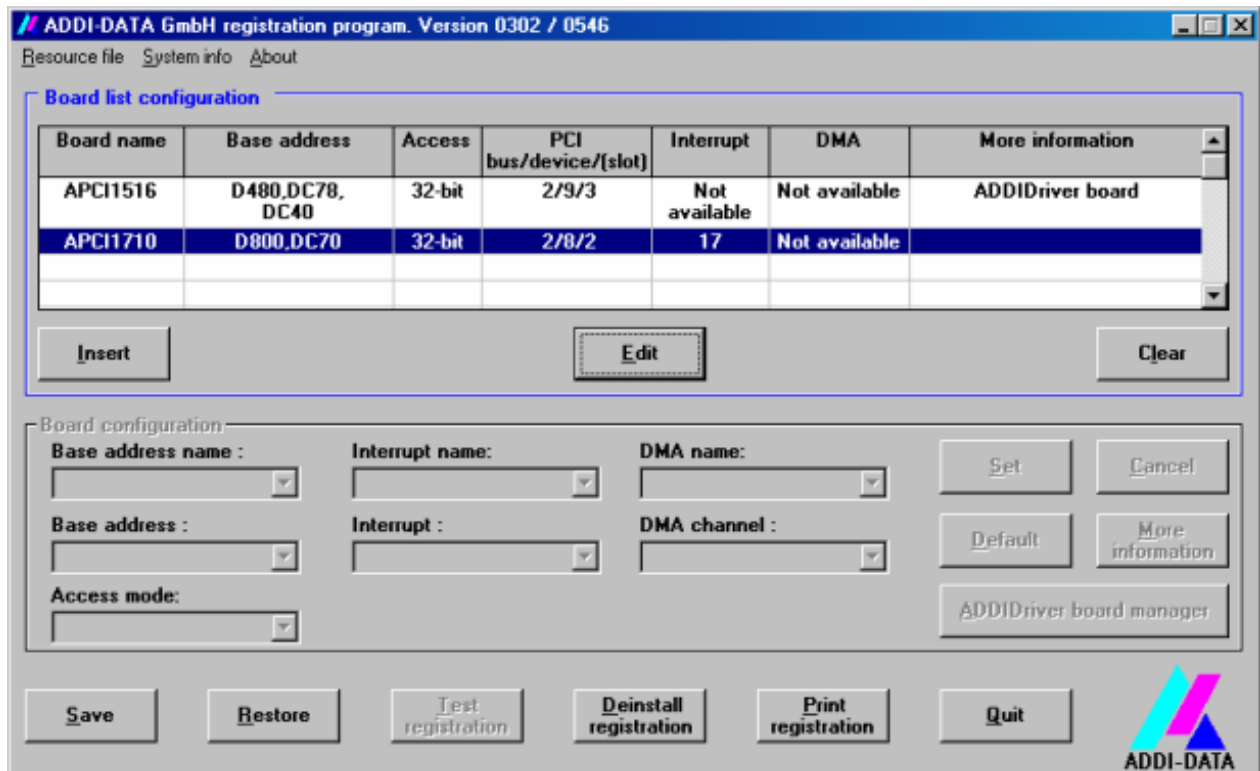 ADDI-DATA GmbH registration program. Version 0302 / 0546
Resource file System info About
Board list configuration
Board name Base address Access PCI bus/device/(slot) Interrupt DMA More information
APCI1516 D480,DC78, DC40 32-bit 2/9/3 Not available Not available ADDIDriver board
APCI1710 D800,DC70 32-bit 2/8/2 17 Not available
Insert Edit Clear
Board configuration
Base address name : Interrupt name: DMA name:
Set Cancel
Base address : Interrupt : DMA channel :
Default More information
Access mode:
ADDIDriver board manager
Save Restore Test registration Deinstall registration Print registration Quit
ADDI-DATA